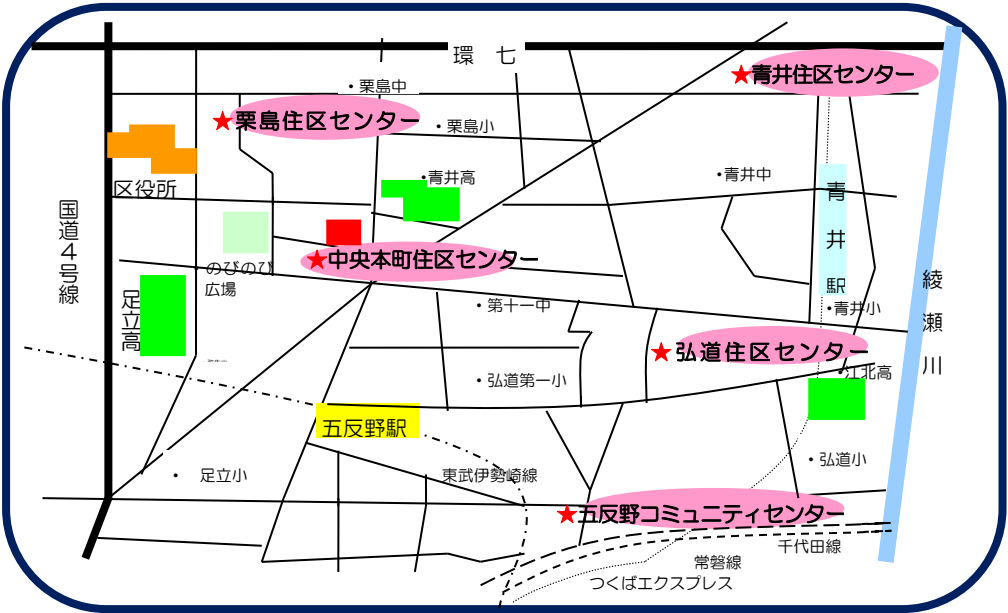 環 七
★青井住区センター
・栗島中
★栗島住区センター
・栗島小
・青井中
・青井高
区役所
青井駅
国道4号線
★中央本町住区センター
・のびのび
広場
綾瀬川
足立高
・第十一中
・青井小
★弘道住区センター
・江北高
・弘道第一小
五反野駅
・弘道小
・ 足立小
東武伊勢崎線
★五反野コミュニティセンター
千代田線
常磐線
つくばエクスプレス